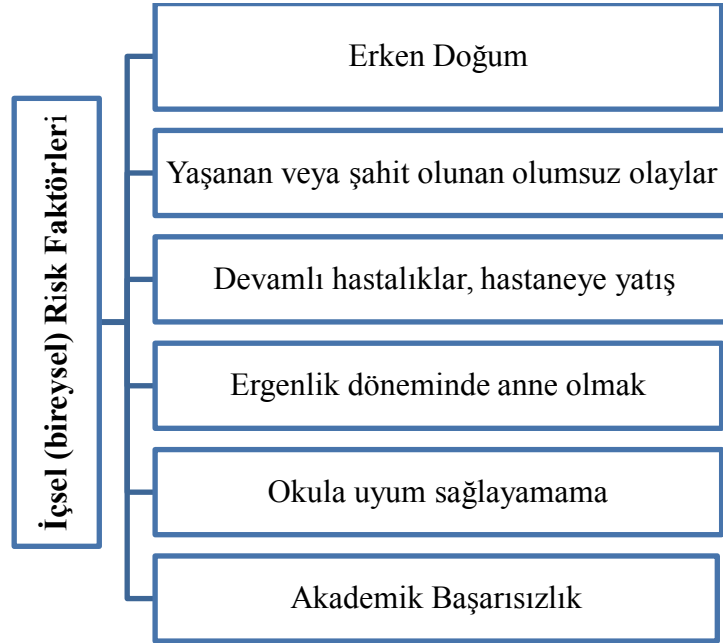 İçsel (bireysel) Risk Faktörleri
Erken Doğum
Yaşanan veya şahit olunan olumsuz olaylar
Devamlı hastalıklar, hastaneye yatış
Ergenlik döneminde anne olmak
Okula uyum sağlayamama
Akademik Başarısızlık